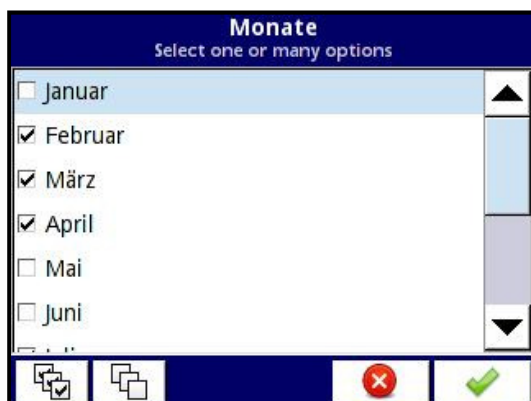 Monate
Select one or many options
Januar
Februar
März
April
Mai
Juni